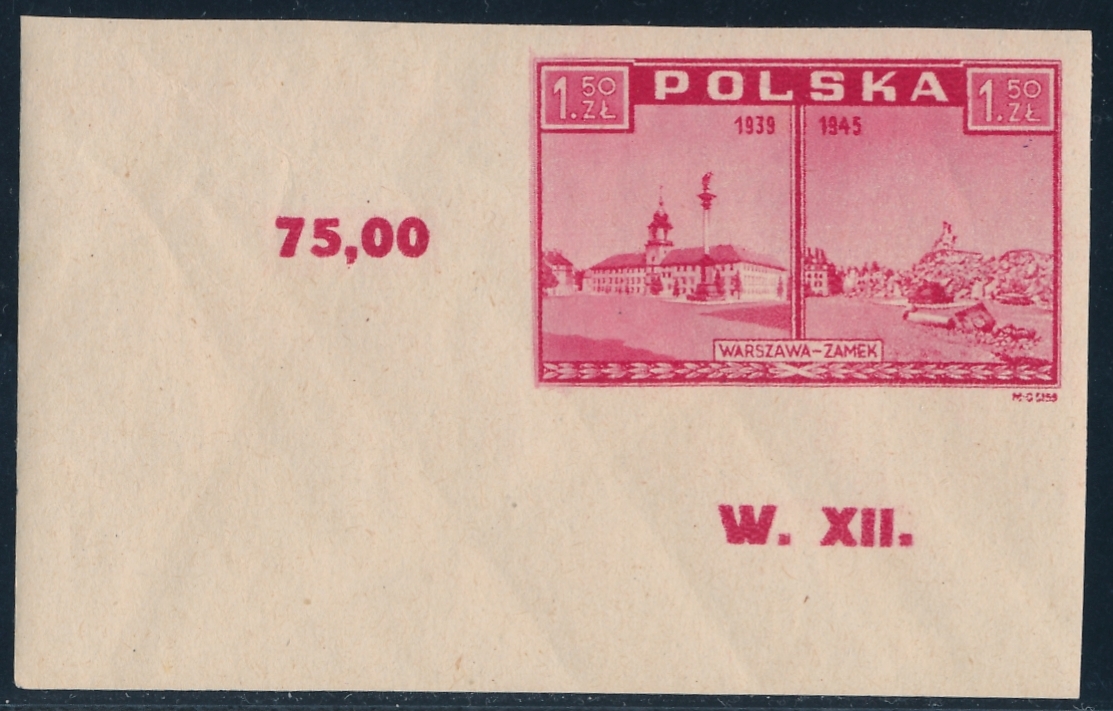 1.50 ZŁ POLSKA 1.50 ZŁ
1939 1945
75,00
WARSZAWA-ZAMEK
W. XII.